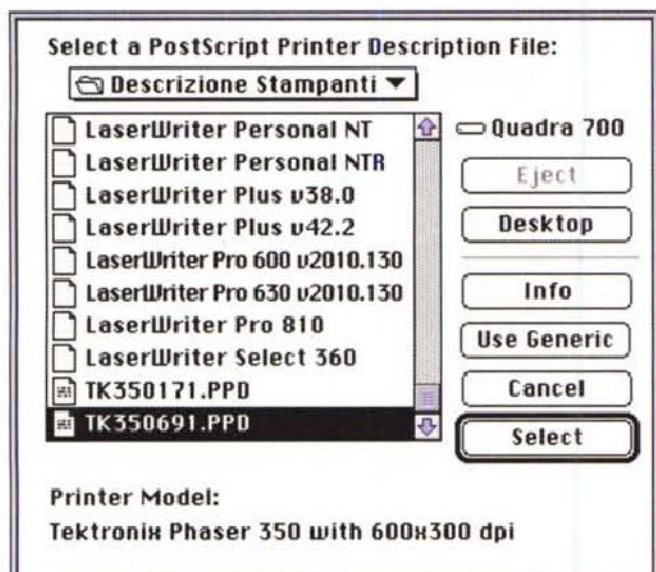 Select a PostScript Printer Description File:
Descrizione Stampanti
LaserWriter Personal NT
LaserWriter Personal NTR
LaserWriter Plus v38.0
LaserWriter Plus v42.2
LaserWriter Pro 600 v2010.130
LaserWriter Pro 630 v2010.130
LaserWriter Pro 810
LaserWriter Select 360
TK350171.PPD
TK350691.PPD
Quadra 700
Eject
Desktop
Info
Use Generic
Cancel
Select
Printer Model:
Tektronix Phaser 350 with 600x300 dpi